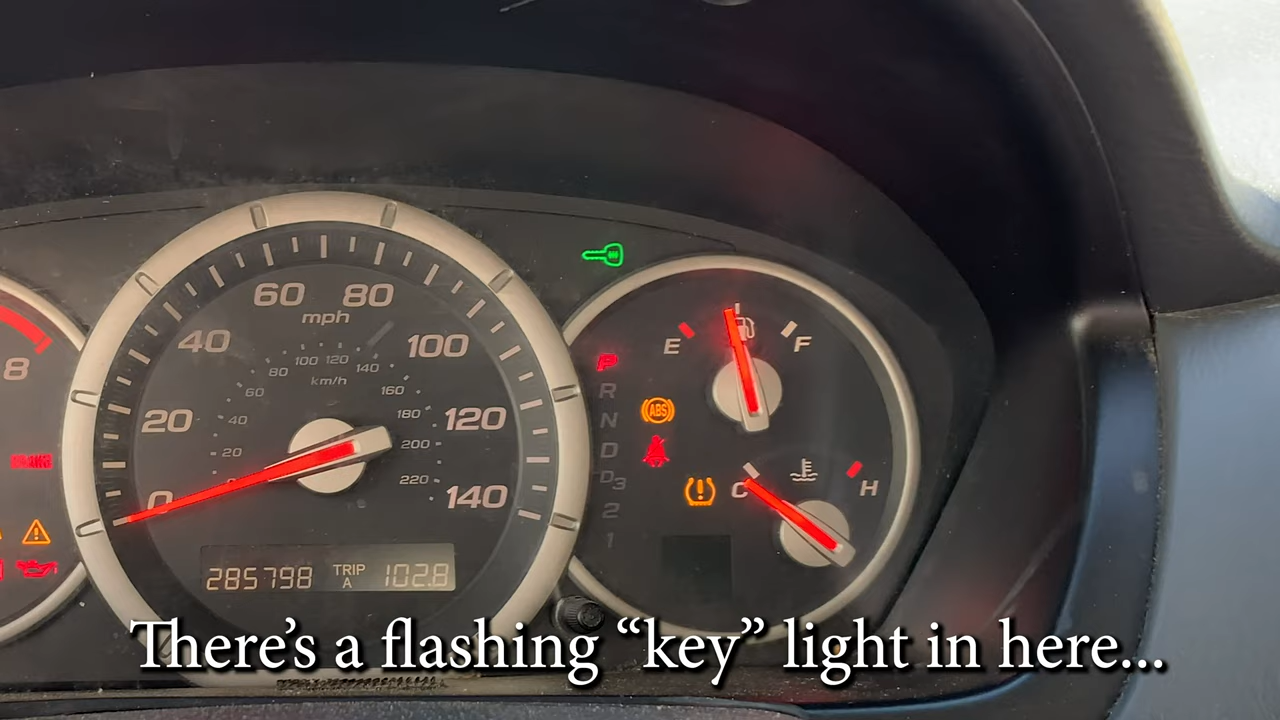 60 80
mph
40 100
100 120
80 140
km/h
60 160
20 40 180 120
20 200
0 220 140
285798 TRIP A 102.8
8
E F
P
R
N
D
D3
2
1
ABS
C H
There's a flashing “key” light in here...